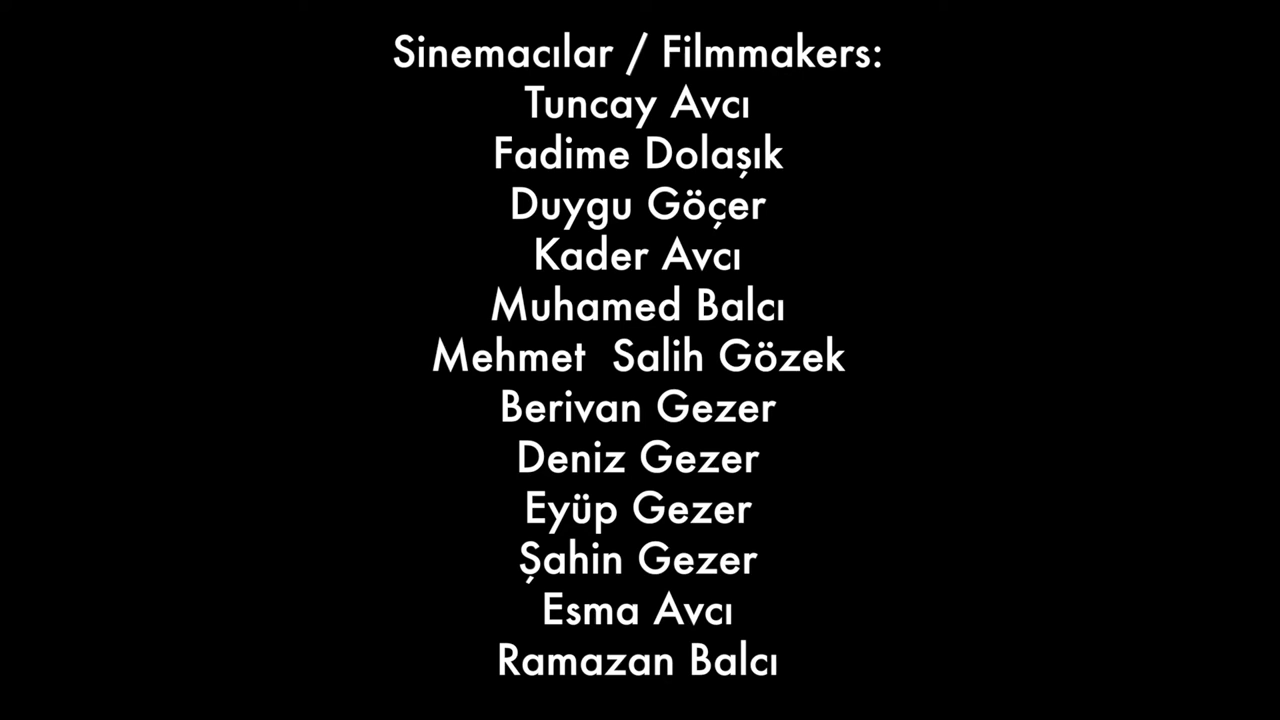 Sinemacılar / Filmmakers:
Tuncay Avcı
Fadime Dolaşık
Duygu Göçer
Kader Avcı
Muhamed Balcı
Mehmet  Salih Gözek
Berivan Gezer
Deniz Gezer
Eyüp Gezer
Şahin Gezer
Esma Avcı
Ramazan Balcı